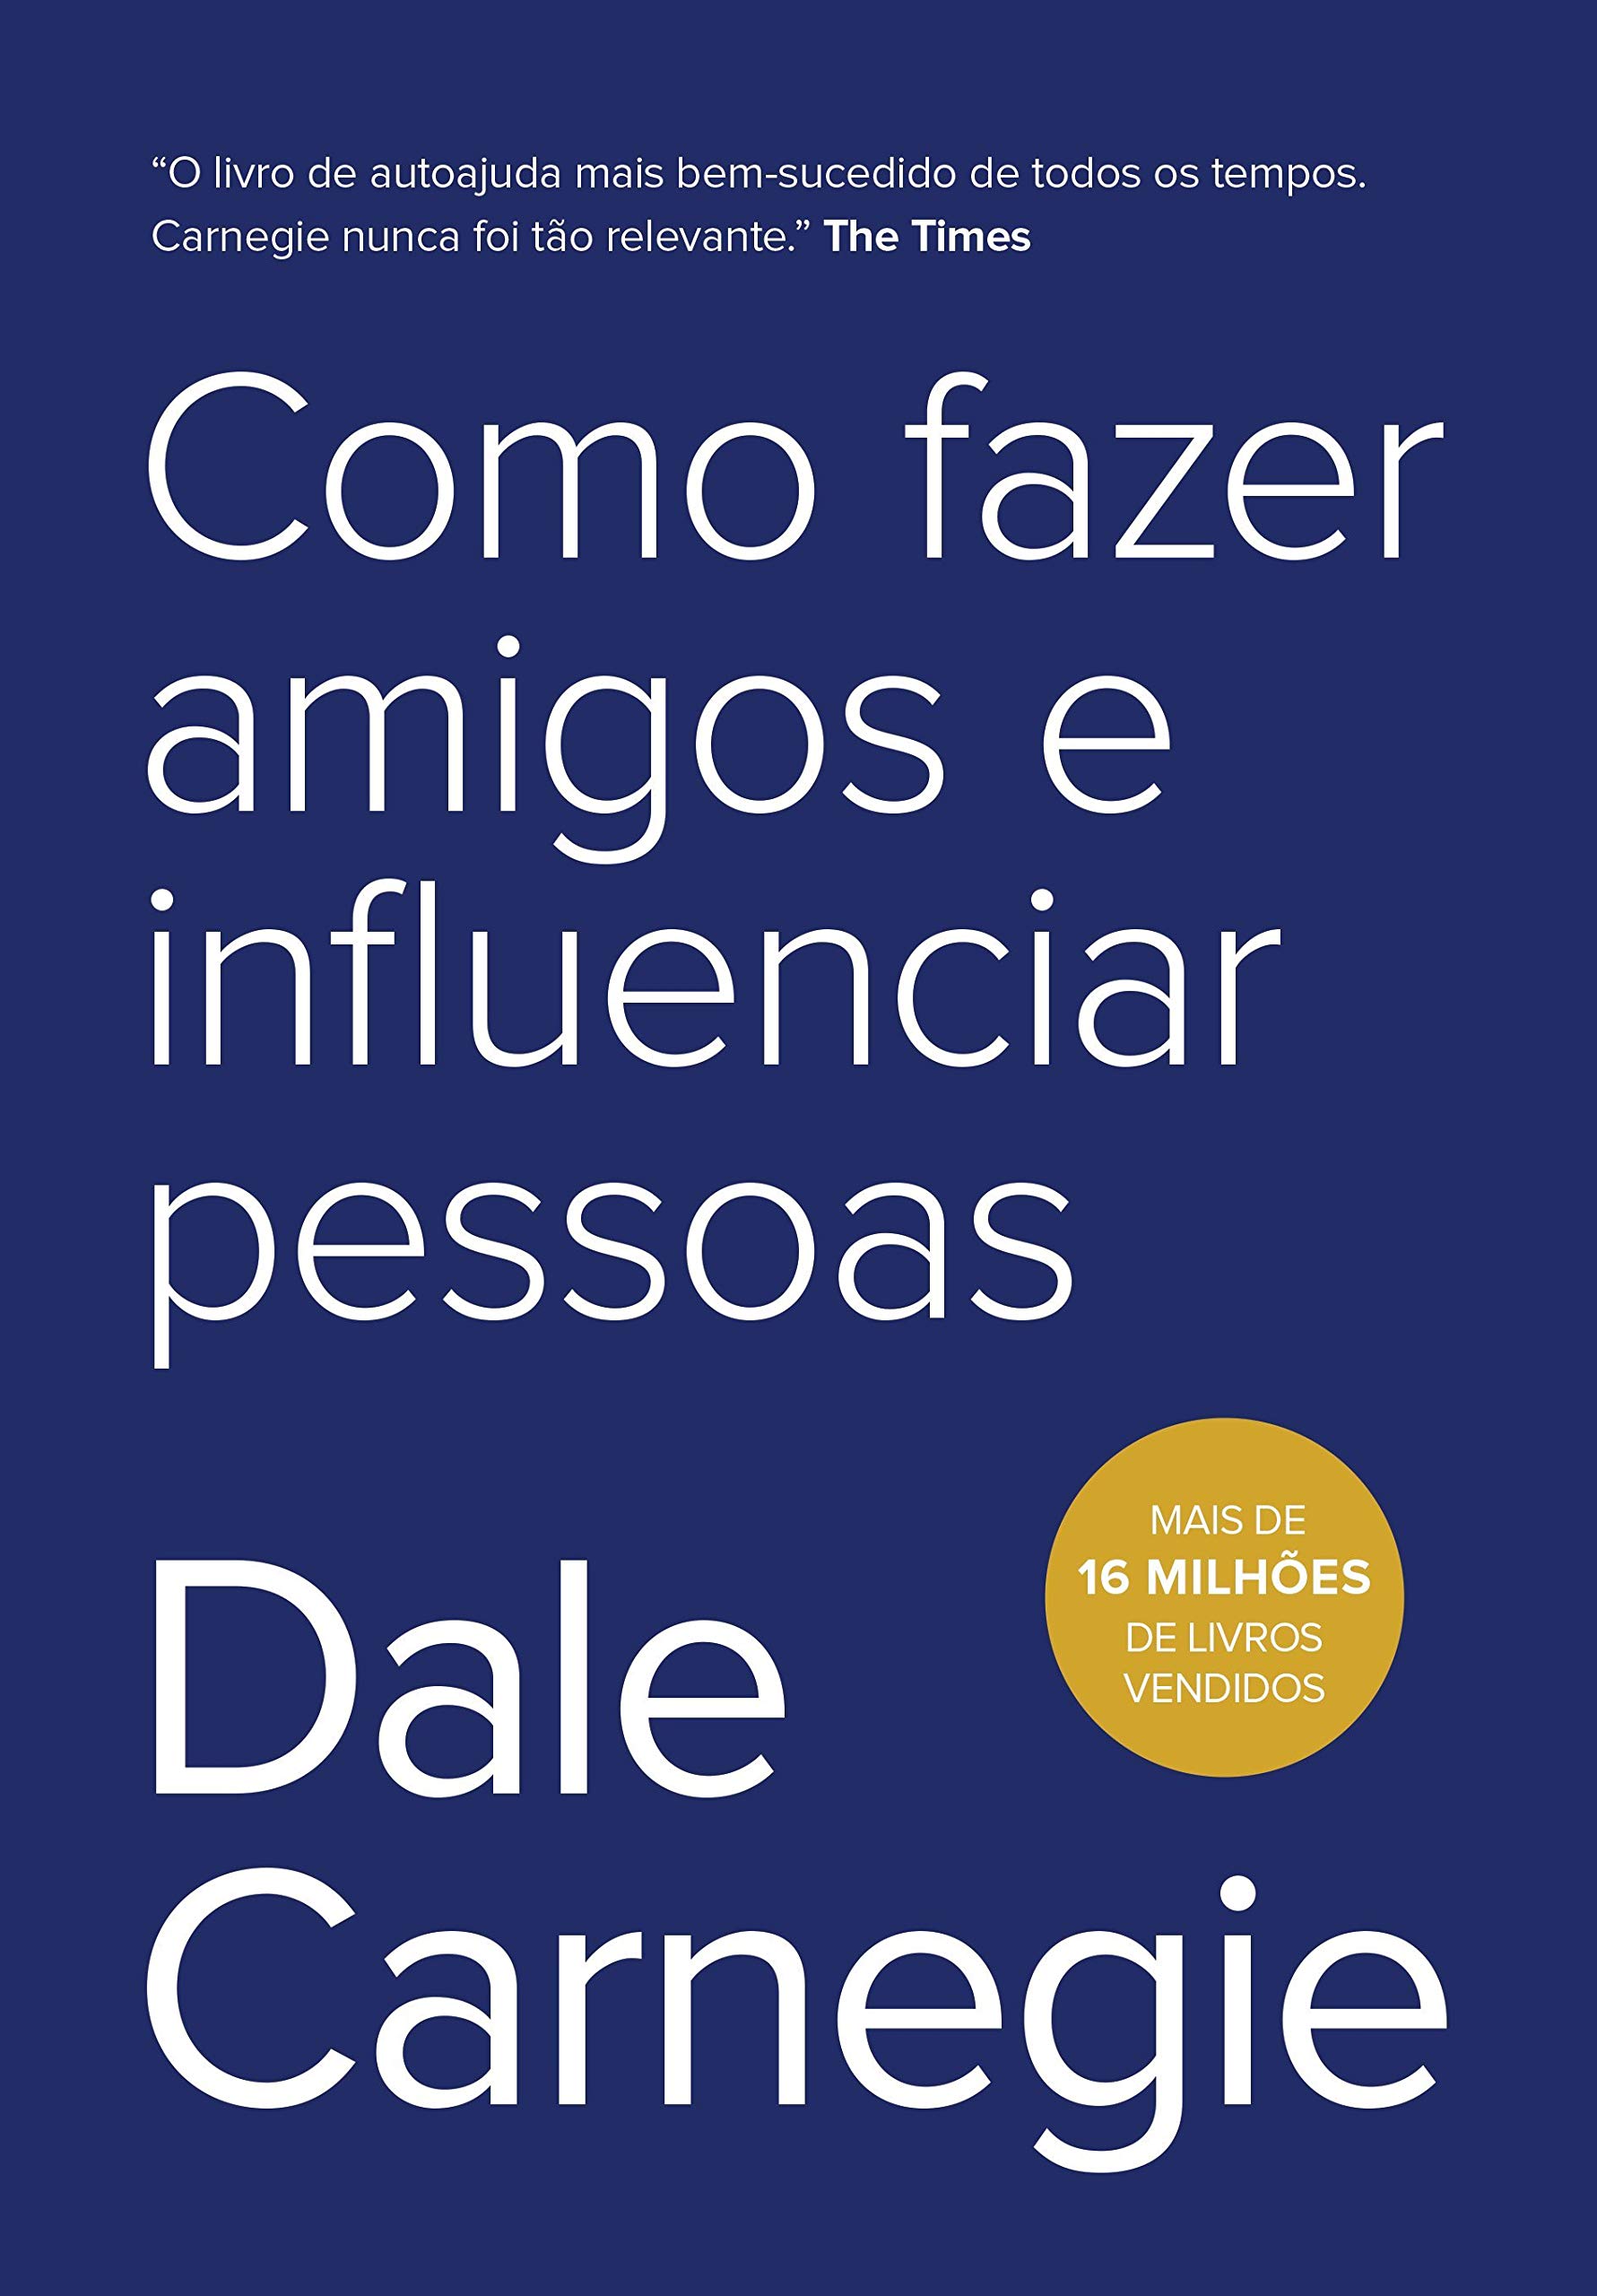 “O livro de autoajuda mais bem-sucedido de todos os tempos.
Carnegie nunca foi tão relevante.” The Times
Como fazer
amigos e
influenciar
pessoas
MAIS DE
16 MILHÕES
DE LIVROS
VENDIDOS
Dale
Carnegie